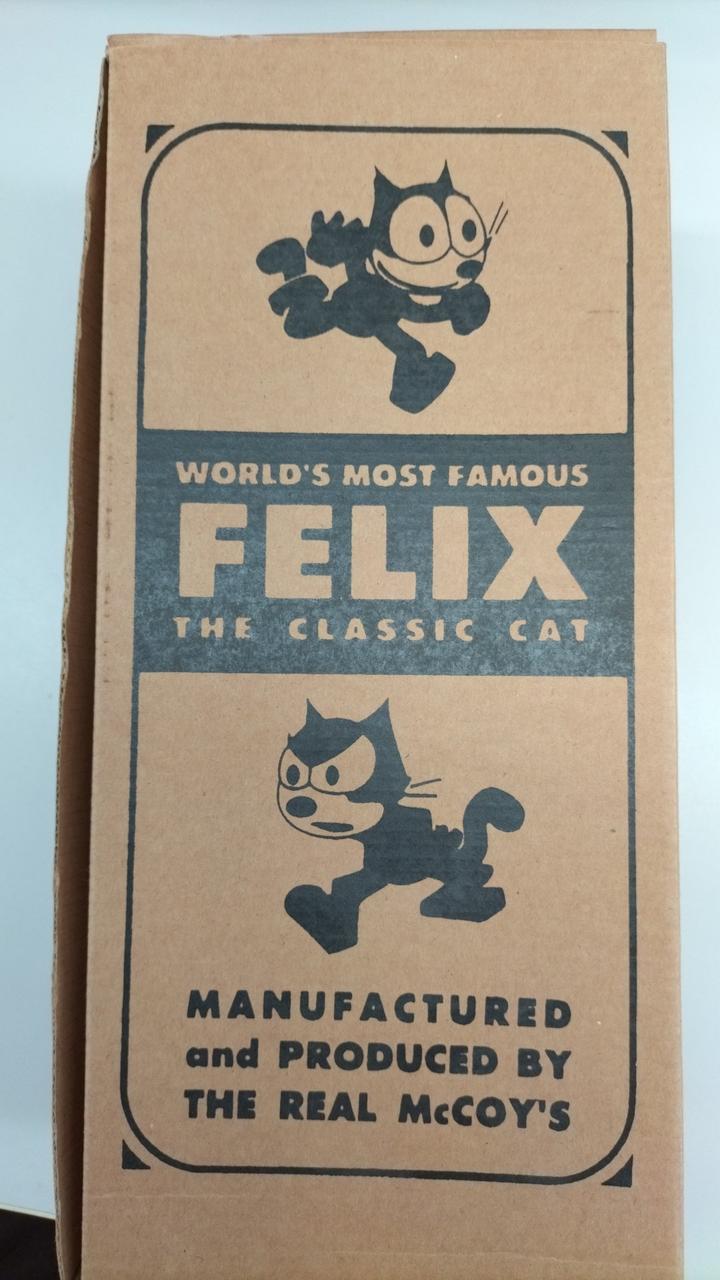 WORLD'S MOST FAMOUS
FELIX
THE CLASSIC CAT
MANUFACTURED
and PRODUCED BY
THE REAL McCOY'S